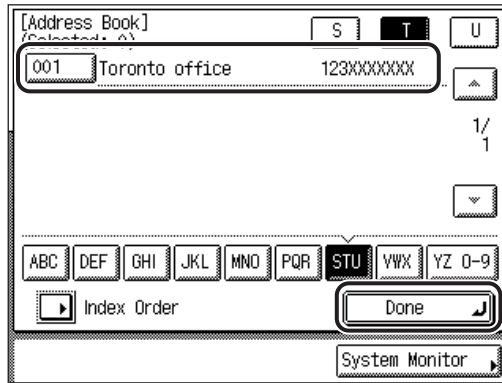 [Address Book] S T U
001 Toronto office 123XXXXXXX
1/
1
ABC DEF GHI JKL MNO PQR STU VWX YZ 0-9
Index Order Done
System Monitor